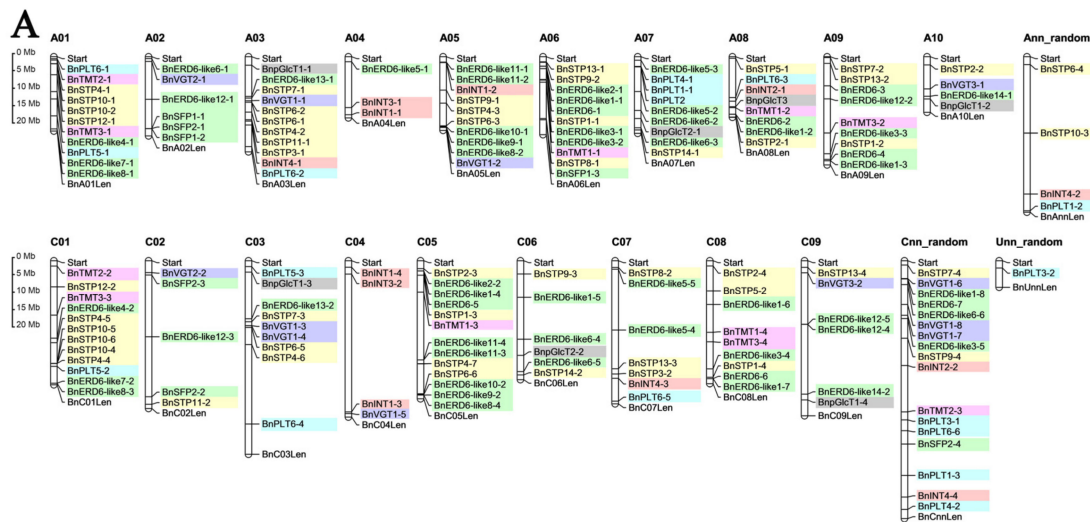 A
A01
A02
A03
A04
A05
A06
A07
A08
A09
A10
Ann_random
0 Mb
5 Mb
10 Mb
15 Mb
20 Mb
Start
BnPLT6-1
BnTMT2-1
BnSTP4-1
BnSTP10-1
BnSTP10-2
BnSTP12-1
BnTMT3-1
BnERD6-like4-1
BnPLT5-1
BnERD6-like7-1
BnERD6-like8-1
BnA01Len
Start
BnERD6-like6-1
BnVGT2-1
BnERD6-like12-1
BnSFP1-1
BnSFP2-1
BnSFP1-2
BnA02Len
Start
BnpGlcT1-1
BnERD6-like13-1
BnSTP7-1
BnVGT1-1
BnSTP6-2
BnSTP6-1
BnSTP4-2
BnSTP11-1
BnSTP3-1
BnINT4-1
BnPLT6-2
BnA03Len
Start
BnERD6-like5-1
BnINT3-1
BnINT1-1
BnA04Len
Start
BnERD6-like11-1
BnERD6-like11-2
BnINT1-2
BnSTP9-1
BnSTP4-3
BnSTP6-3
BnERD6-like10-1
BnERD6-like9-1
BnERD6-like8-2
BnVGT1-2
BnA05Len
Start
BnSTP13-1
BnSTP9-2
BnERD6-like2-1
BnERD6-like1-1
BnERD6-1
BnSTP1-1
BnERD6-like3-1
BnERD6-like3-2
BnTMT1-1
BnSTP8-1
BnSFP1-3
BnA06Len
Start
BnERD6-like5-3
BnPLT4-1
BnPLT1-1
BnPLT2
BnERD6-like5-2
BnERD6-like6-2
BnpGlcT2-1
BnERD6-like6-3
BnSTP14-1
BnA07Len
Start
BnSTP5-1
BnPLT6-3
BnINT2-1
BnpGlcT3
BnTMT1-2
BnERD6-2
BnERD6-like1-2
BnSTP2-1
BnA08Len
Start
BnSTP7-2
BnSTP13-2
BnERD6-3
BnERD6-like12-2
BnTMT3-2
BnERD6-like3-3
BnSTP1-2
BnERD6-4
BnERD6-like1-3
BnA09Len
Start
BnSTP2-2
BnVGT3-1
BnERD6-like14-1
BnpGlcT1-2
BnA10Len
Start
BnSTP6-4
BnSTP10-3
BnINT4-2
BnPLT1-2
BnAnnLen
C01
C02
C03
C04
C05
C06
C07
C08
C09
Cnn_random
Unn_random
0 Mb
5 Mb
10 Mb
15 Mb
20 Mb
Start
BnTMT2-2
BnSTP12-2
BnTMT3-3
BnERD6-like4-2
BnSTP4-5
BnSTP10-5
BnSTP10-6
BnSTP10-4
BnSTP4-4
BnPLT5-2
BnERD6-like7-2
BnERD6-like8-3
BnC01Len
Start
BnVGT2-2
BnSFP2-3
BnERD6-like12-3
BnSFP2-2
BnSTP11-2
BnC02Len
Start
BnPLT5-3
BnpGlcT1-3
BnERD6-like13-2
BnSTP7-3
BnVGT1-3
BnVGT1-4
BnSTP6-5
BnSTP4-6
BnPLT6-4
BnC03Len
Start
BnINT1-4
BnINT3-2
BnINT1-3
BnVGT1-5
BnC04Len
Start
BnSTP2-3
BnERD6-like2-2
BnERD6-like1-4
BnERD6-5
BnSTP1-3
BnTMT1-3
BnERD6-like11-4
BnERD6-like11-3
BnSTP4-7
BnSTP6-6
BnERD6-like10-2
BnERD6-like9-2
BnERD6-like8-4
BnC05Len
Start
BnSTP9-3
BnERD6-like1-5
BnERD6-like6-4
BnpGlcT2-2
BnERD6-like6-5
BnSTP14-2
BnC06Len
Start
BnSTP8-2
BnERD6-like5-5
BnERD6-like5-4
BnSTP13-3
BnSTP3-2
BnINT4-3
BnPLT6-5
BnC07Len
Start
BnSTP2-4
BnSTP5-2
BnERD6-like1-6
BnTMT1-4
BnTMT3-4
BnERD6-like3-4
BnSTP1-4
BnERD6-6
BnERD6-like1-7
BnC08Len
Start
BnSTP13-4
BnVGT3-2
BnERD6-like12-5
BnERD6-like12-4
BnERD6-like14-2
BnpGlcT1-4
BnC09Len
Start
BnSTP7-4
BnVGT1-6
BnERD6-like1-8
BnERD6-7
BnERD6-like6-6
BnVGT1-8
BnVGT1-7
BnERD6-like3-5
BnSTP9-4
BnINT2-2
BnTMT2-3
BnPLT3-1
BnPLT6-6
BnSFP2-4
BnPLT1-3
BnINT4-4
BnPLT4-2
BnCnnLen
Start
BnPLT3-2
BnUnnLen